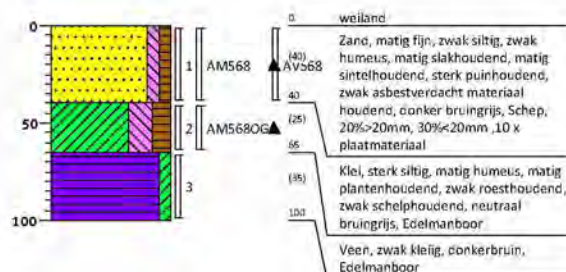 0
50
100
1
AM568
AV568
2
AM568OG
3
0
(40)
40
(25)
65
(35)
100
weiland
Zand, matig fijn, zwak siltig, zwak
humeus, matig slakhoudend, matig
sintelhoudend, sterk puinhoudend,
zwak asbestverdacht materiaal
houdend, donker bruingrijs, Schep,
20%>20mm, 30%<20mm ,10 x
plaatmateriaal
Klei, sterk siltig, matig humeus, matig
plantenhoudend, zwak roesthoudend,
zwak schelphoudend, neutraal
bruingrijs, Edelmanboor
Veen, zwak kleiig, donkerbruin,
Edelmanboor